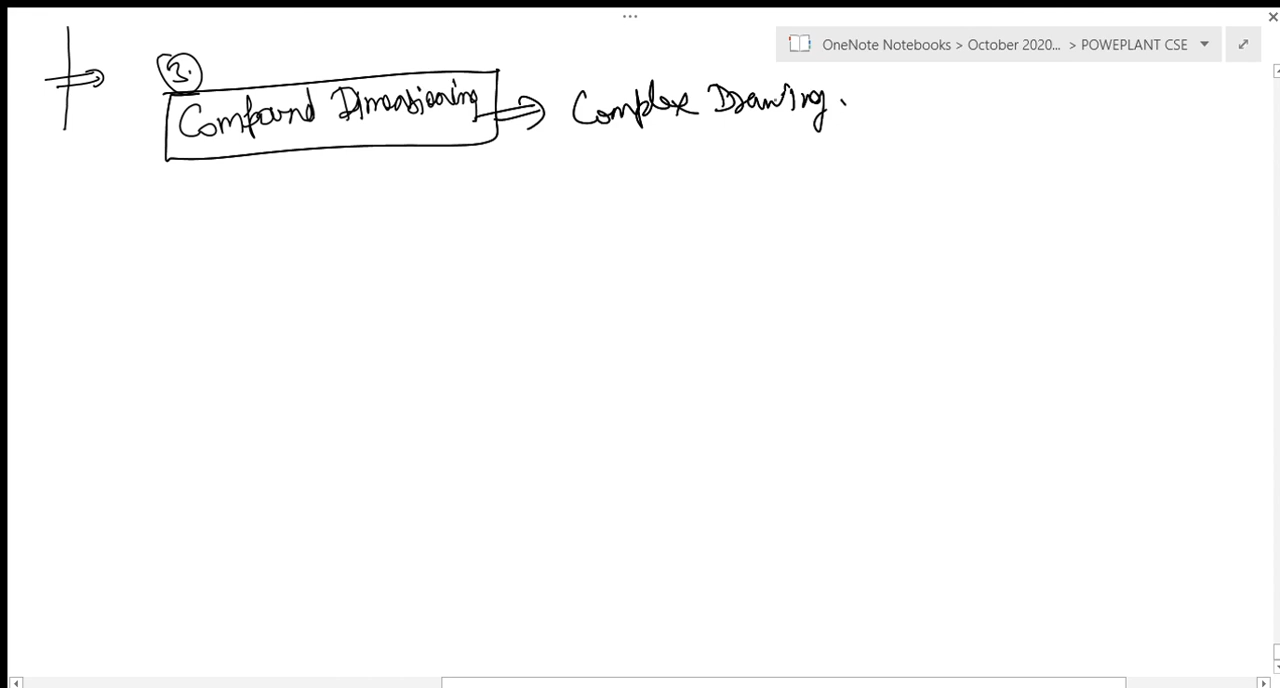 ...
OneNote Notebooks > October 2020... > POWEPLANT CSE
3.
Compound Dimensioning ⇒ Complex Drawing.